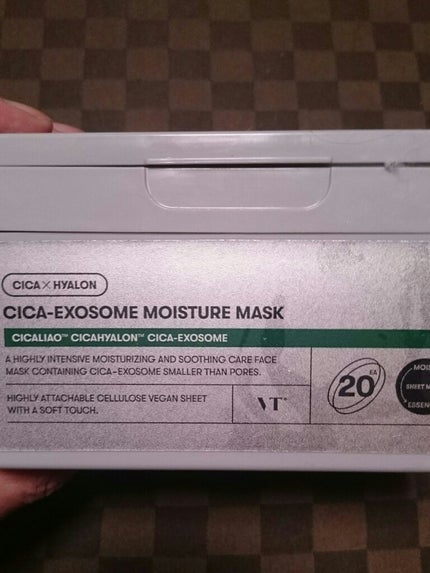 CICA × HYALON
CICA-EXOSOME MOISTURE MASK
CICALIAO™ CICAHYALON™ CICA-EXOSOME
A HIGHLY INTENSIVE MOISTURIZING AND SOOTHING CARE FACE
MASK CONTAINING CICA-EXOSOME SMALLER THAN PORES.
HIGHLY ATTACHABLE CELLULOSE VEGAN SHEET
WITH A SOFT TOUCH.
VT
20 EA
SHEET